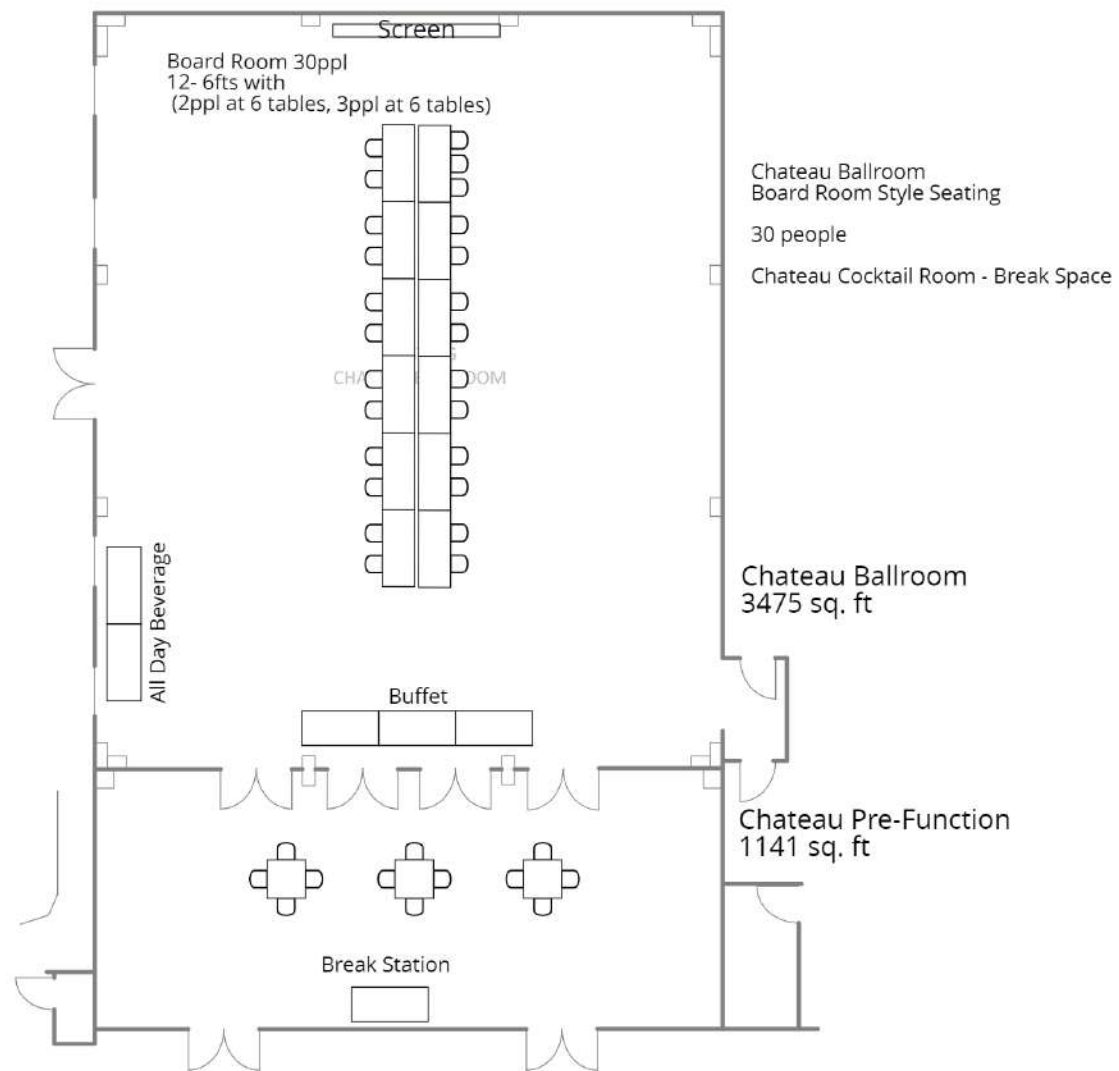 Screen
Board Room 30ppl
12- 6fts with
(2ppl at 6 tables, 3ppl at 6 tables)
Chateau Ballroom
Board Room Style Seating
30 people
Chateau Cocktail Room - Break Space
All Day Beverage
Chateau Ballroom
3475 sq. ft
Buffet
Chateau Pre-Function
1141 sq. ft
Break Station